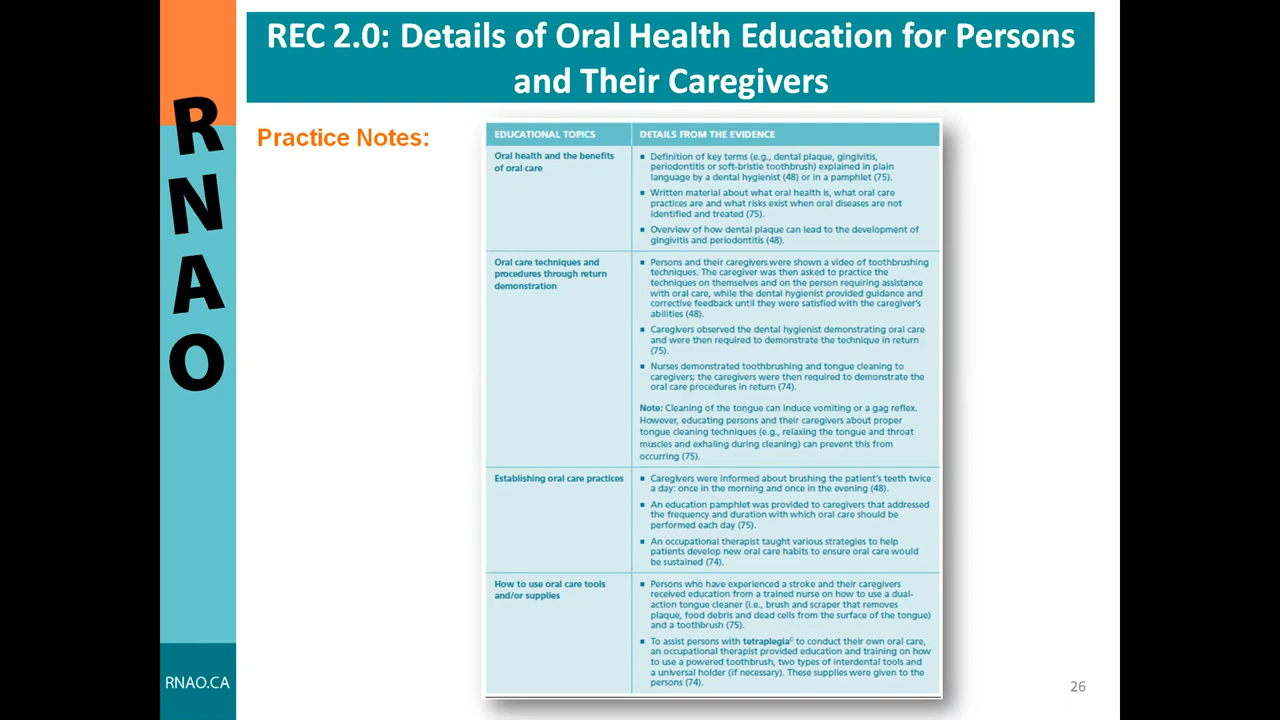 REC 2.0: Details of Oral Health Education for Persons
and Their Caregivers
RNAO
Practice Notes:
EDUCATIONAL TOPICS
DETAILS FROM THE EVIDENCE
Oral health and the benefits
of oral care
▪ Definition of key terms (e.g., dental plaque, gingivitis,
periodontitis or soft-bristle toothbrush) explained in plain
language by a dental hygienist (48) or in a pamphlet (75).
▪ Written material about what oral health is, what oral care
practices are and what risks exist when oral diseases are not
identified and treated (75).
▪ Overview of how dental plaque can lead to the development of
gingivitis and periodontitis (48).
Oral care techniques and
procedures through return
demonstration
▪ Persons and their caregivers were shown a video of toothbrushing
techniques. The caregiver was then asked to practice the
techniques on themselves and on the person requiring assistance
with oral care, while the dental hygienist provided guidance and
corrective feedback until they were satisfied with the caregiver's
abilities (48).
▪ Caregivers observed the dental hygienist demonstrating oral care
and were then required to demonstrate the technique in return
(75).
▪ Nurses demonstrated toothbrushing and tongue cleaning to
caregivers; the caregivers were then required to demonstrate the
oral care procedures in return (74).
Note: Cleaning of the tongue can induce vomiting or a gag reflex.
However, educating persons and their caregivers about proper
tongue cleaning techniques (e.g., relaxing the tongue and throat
muscles and exhaling during cleaning) can prevent this from
occurring (75).
Establishing oral care practices
▪ Caregivers were informed about brushing the patient's teeth twice
a day: once in the morning and once in the evening (48).
▪ An education pamphlet was provided to caregivers that addressed
the frequency and duration with which oral care should be
performed each day (75).
▪ An occupational therapist taught various strategies to help
patients develop new oral care habits to ensure oral care would
be sustained (74).
How to use oral care tools
and/or supplies
▪ Persons who have experienced a stroke and their caregivers
received education from a trained nurse on how to use a dual-
action tongue cleaner (i.e., brush and scraper that removes
plaque, food debris and dead cells from the surface of the tongue)
and a toothbrush (75).
▪ To assist persons with tetraplegiaᴳ to conduct their own oral care,
an occupational therapist provided education and training on how
to use a powered toothbrush, two types of interdental tools and
a universal holder (if necessary). These supplies were given to the
persons (74).
RNAO.CA
26